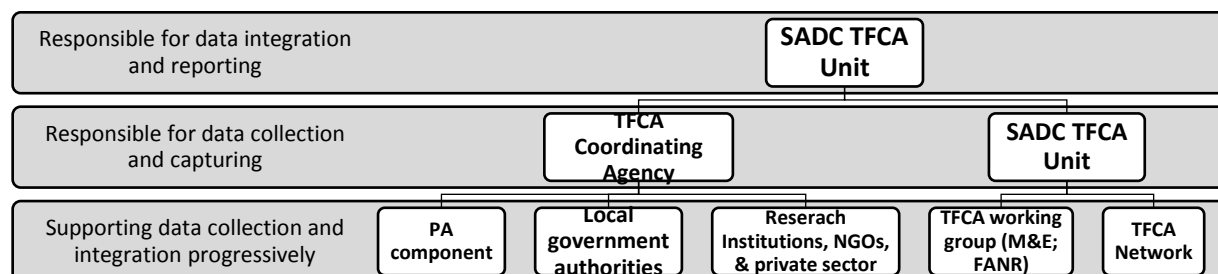 Responsible for data integration
and reporting
SADC TFCA
Unit
Responsible for data collection
and capturing
TFCA
Coordinating
Agency
SADC TFCA
Unit
Supporting data collection and
integration progressively
PA
component
Local
government
authorities
Reserach
Institutions, NGOs,
& private sector
TFCA working
group (M&E;
FANR)
TFCA
Network